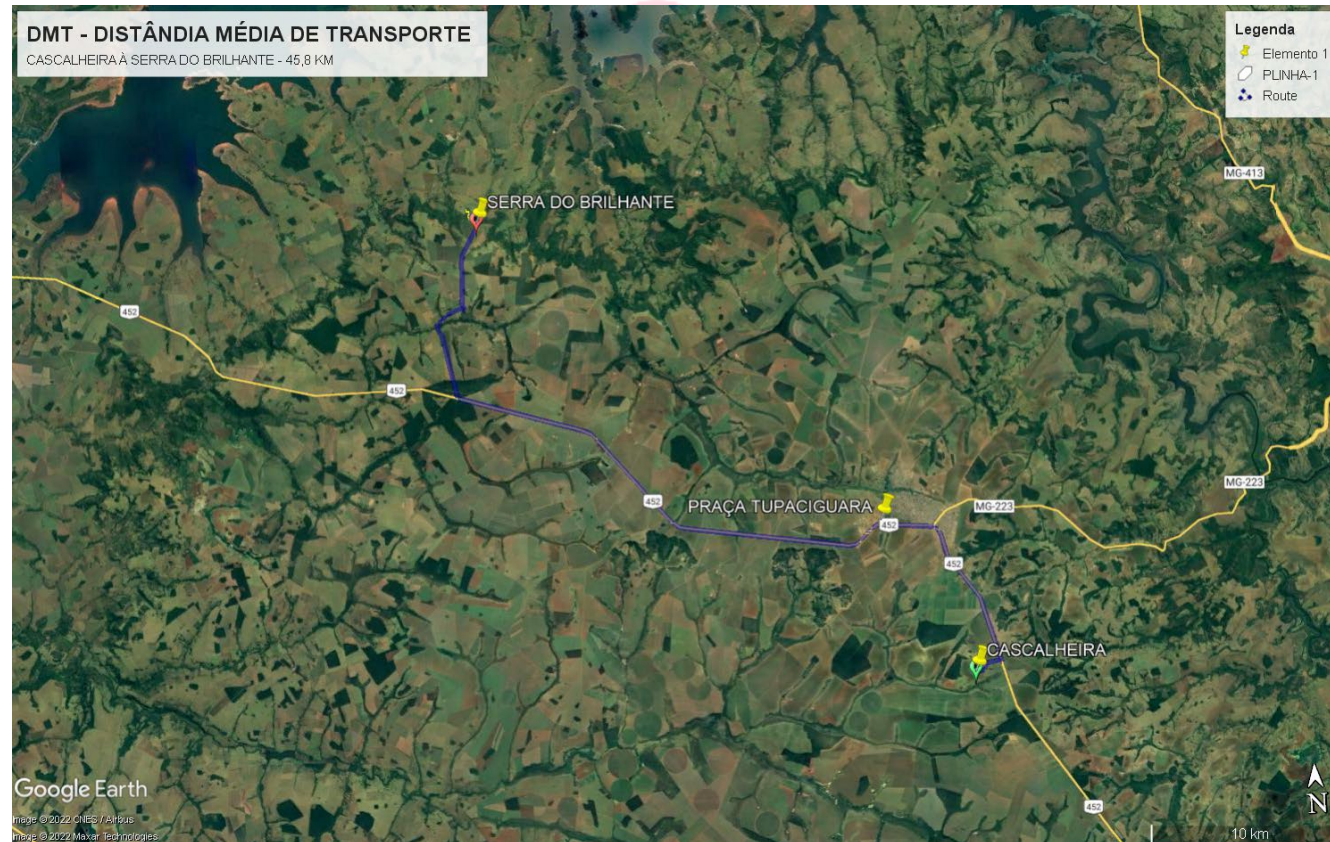 DMT - DISTÂNDIA MÉDIA DE TRANSPORTE
CASCALHEIRA À SERRA DO BRILHANTE - 45,8 KM
Legenda
Elemento 1
PLINHA-1
Route
MG-413
SERRA DO BRILHANTE
452
452
MG-223
452
PRAÇA TUPACIGUARA
MG-223
452
452
CASCALHEIRA
Google Earth
Image © 2022 CNES / Airbus
Image © 2022 Maxar Technologies
452
N
10 km